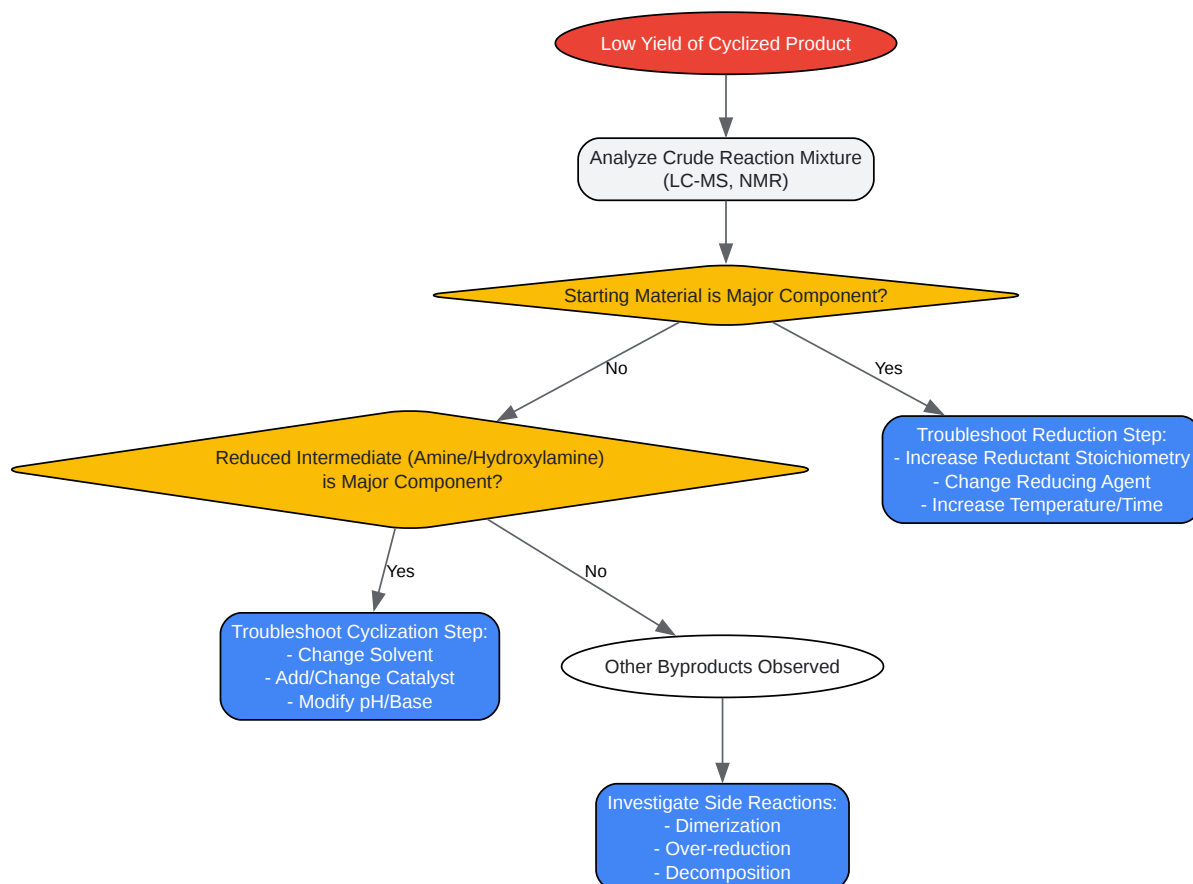 Low Yield of Cyclized Product
Analyze Crude Reaction Mixture
(LC-MS, NMR)
Starting Material is Major Component?
No
Yes
Reduced Intermediate (Amine/Hydroxylamine)
is Major Component?
Troubleshoot Reduction Step:
- Increase Reductant Stoichiometry
- Change Reducing Agent
- Increase Temperature/Time
Yes
No
Troubleshoot Cyclization Step:
- Change Solvent
- Add/Change Catalyst
- Modify pH/Base
Other Byproducts Observed
Investigate Side Reactions:
- Dimerization
- Over-reduction
- Decomposition